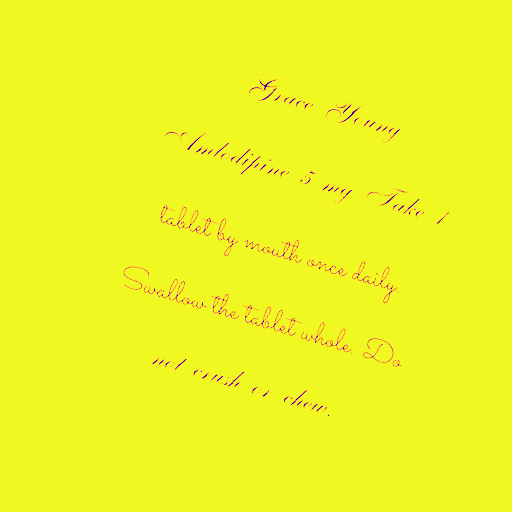 Grace Young
Amlodipine 5 mg Take 1
tablet by mouth once daily
Swallow the tablet whole. Do
not crush or chew.